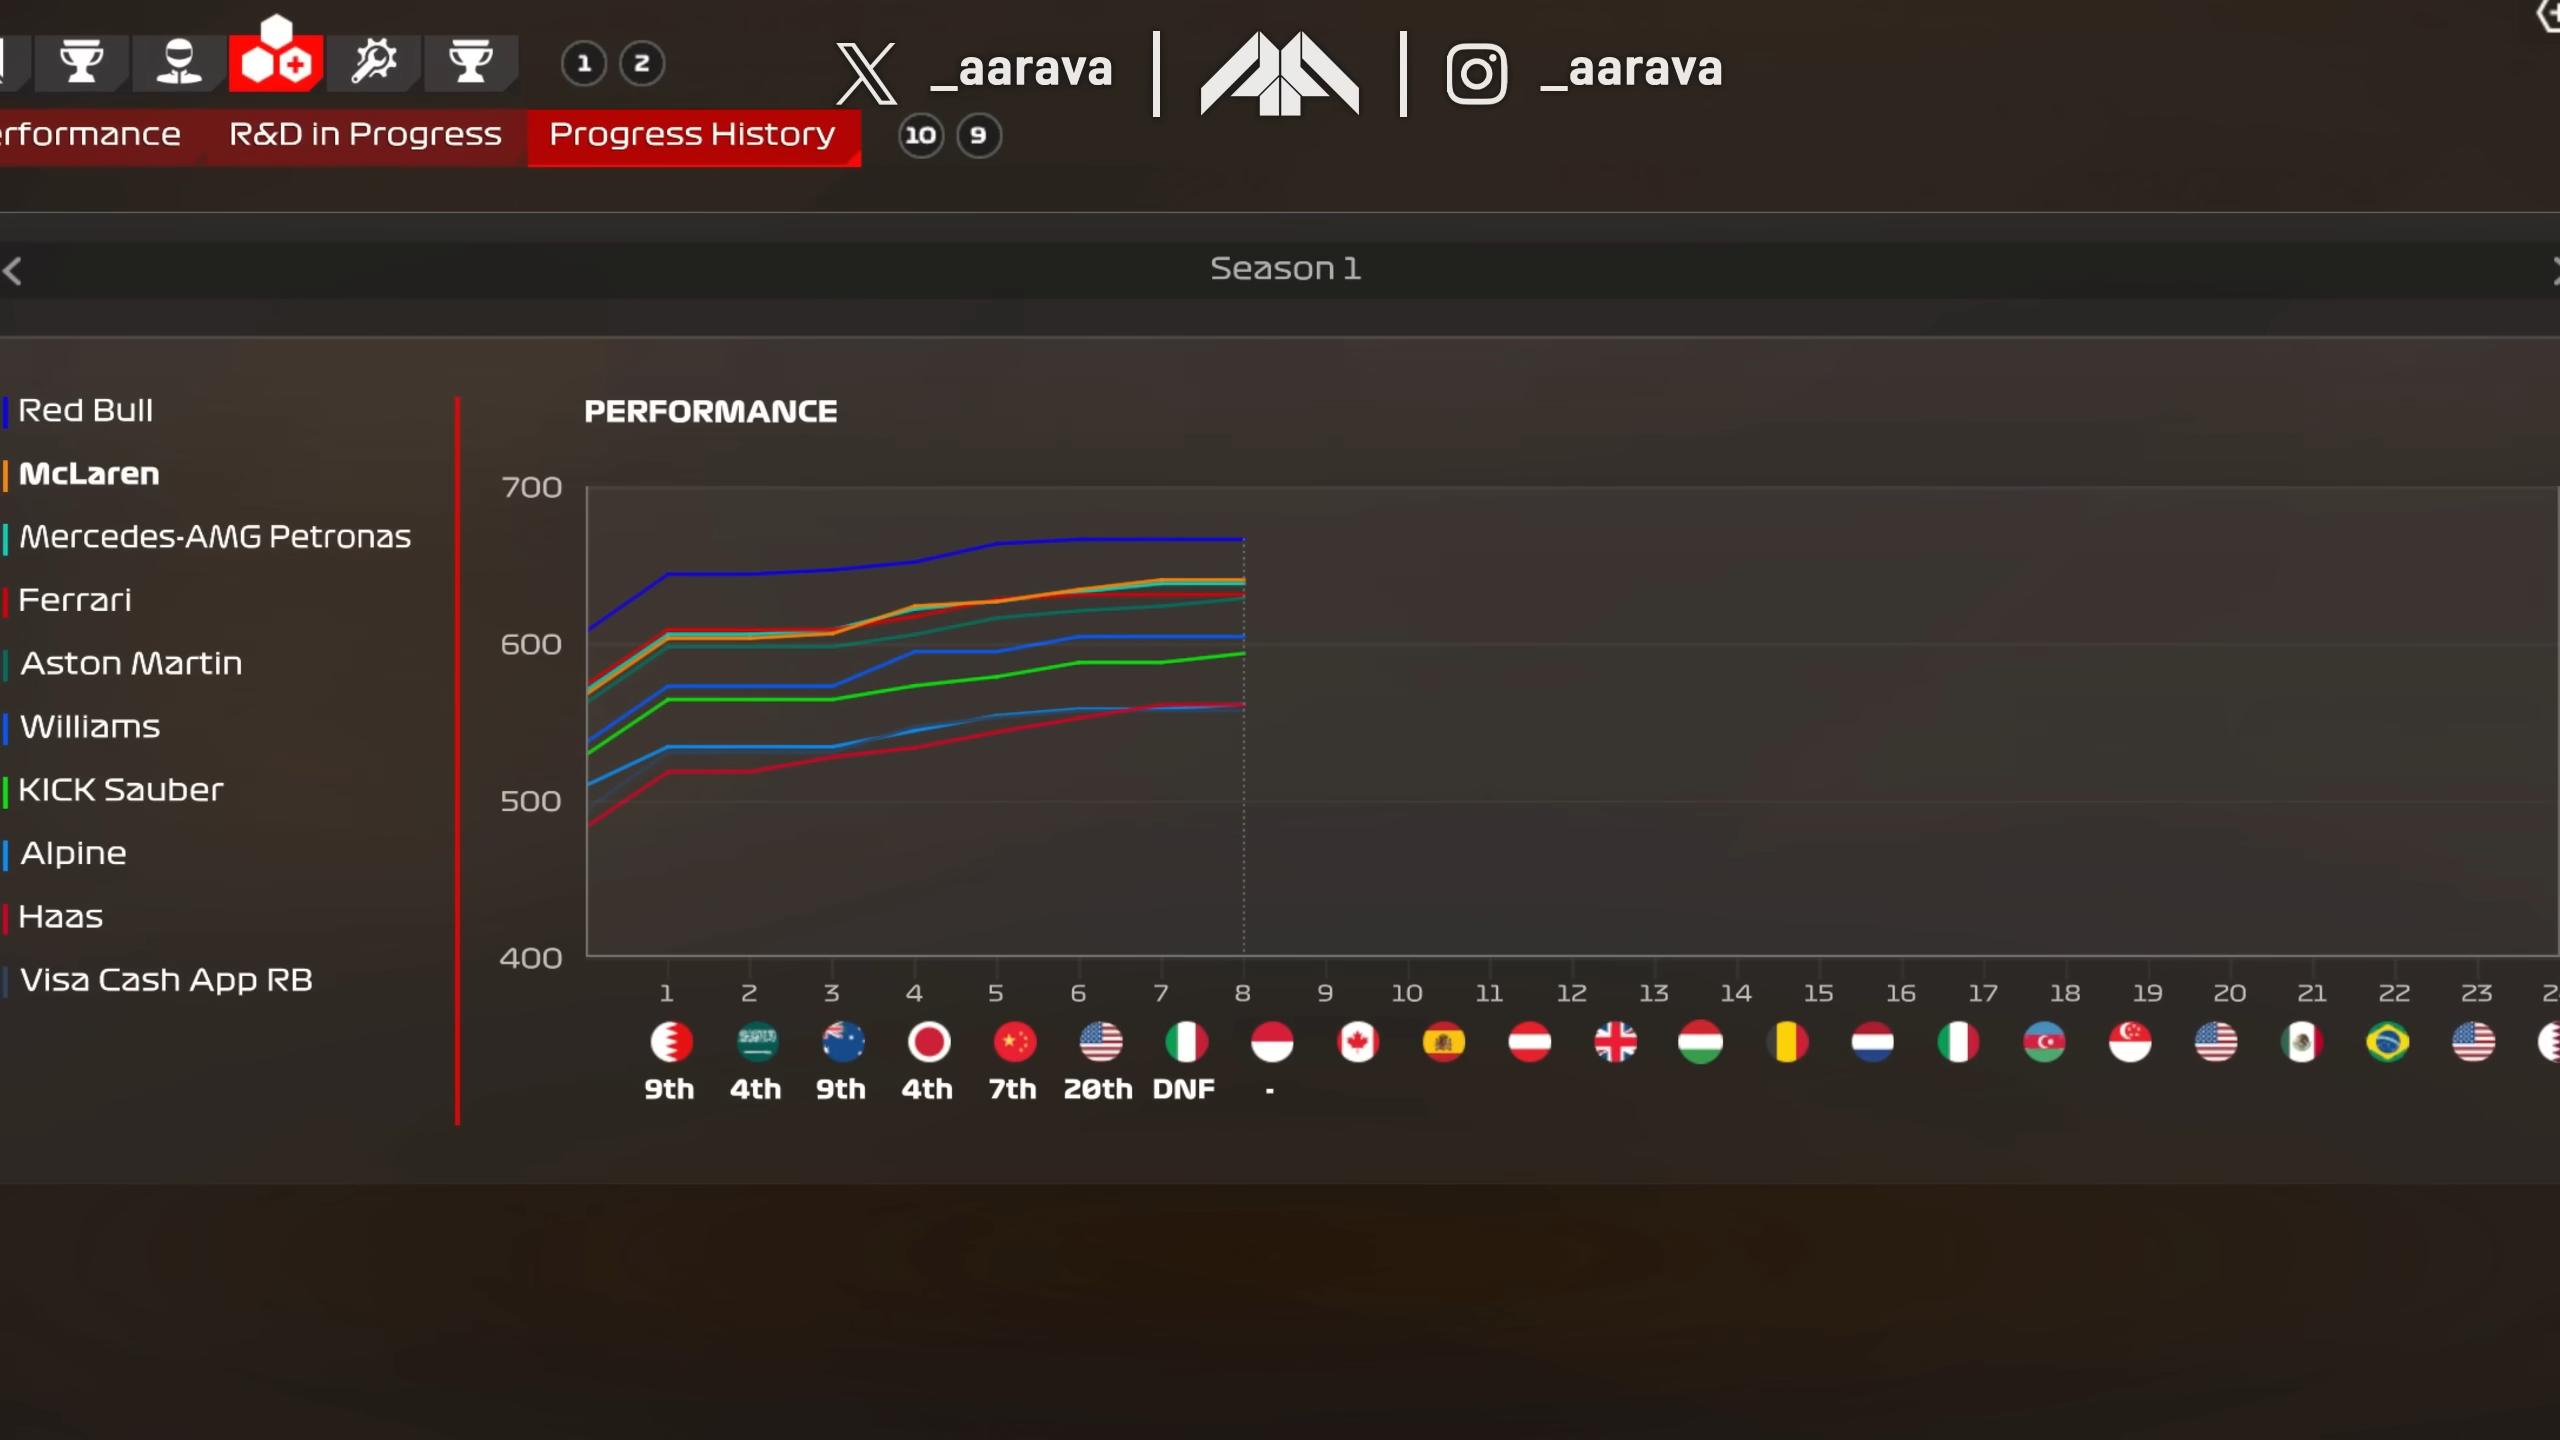 _aarava
_aarava
1 2
R&D in Progress
Progress History
10 9
Season 1
Red Bull
McLaren
Mercedes-AMG Petronas
Ferrari
Aston Martin
Williams
KICK Sauber
Alpine
Haas
Visa Cash App RB
PERFORMANCE
700
600
500
400
1 2 3 4 5 6 7 8 9 10 11 12 13 14 15 16 17 18 19 20 21 22 23
9th 4th 9th 4th 7th 20th DNF -